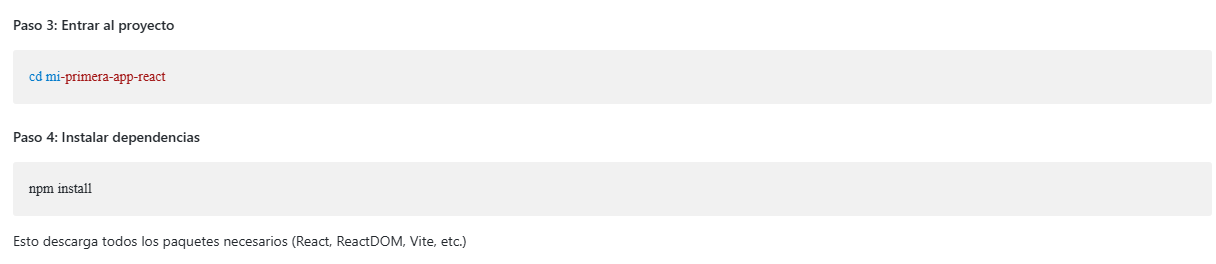 Paso 3: Entrar al proyecto
cd mi-primera-app-react
Paso 4: Instalar dependencias
npm install
Esto descarga todos los paquetes necesarios (React, ReactDOM, Vite, etc.)